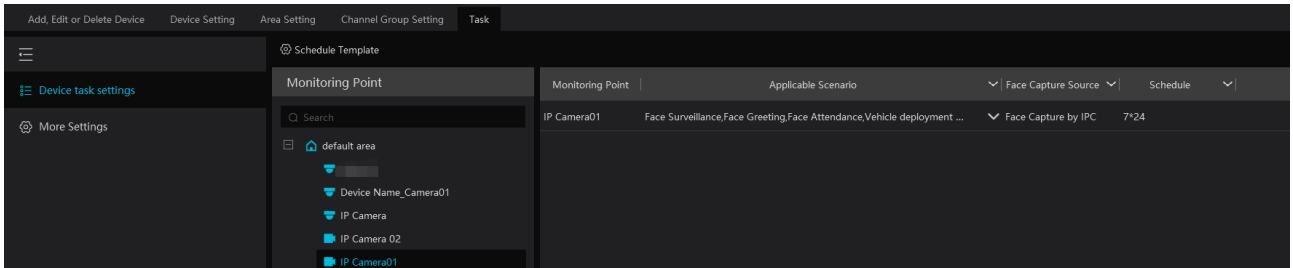 Add, Edit or Delete Device Device Setting Area Setting Channel Group Setting Task
Schedule Template
Device task settings
More Settings
Monitoring Point
Search
default area
Device Name_Camera01
IP Camera
IP Camera 02
IP Camera01
Monitoring Point Applicable Scenario Face Capture Source Schedule
IP Camera01 Face Surveillance,Face Greeting,Face Attendance,Vehicle deployment ... Face Capture by IPC 7*24